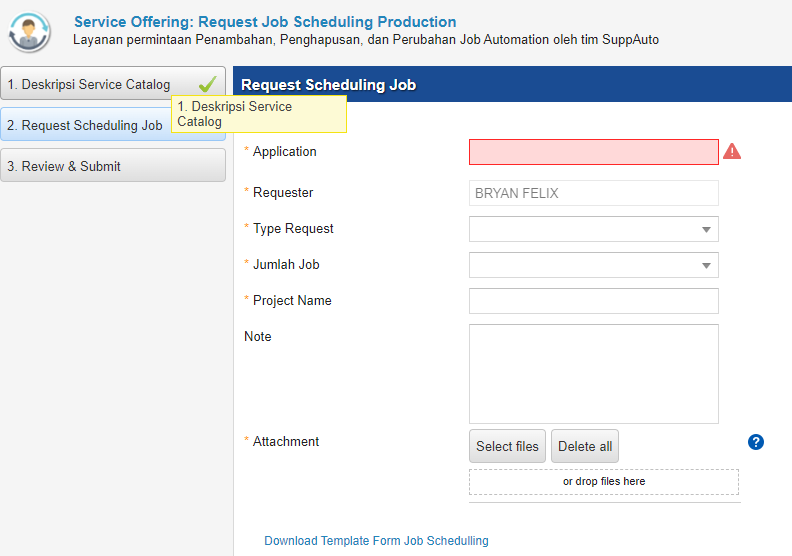 Service Offering: Request Job Scheduling Production
Layanan permintaan Penambahan, Penghapusan, dan Perubahan Job Automation oleh tim SuppAuto
1. Deskripsi Service Catalog
2. Request Scheduling Job
3. Review & Submit
1. Deskripsi Service
Catalog
Request Scheduling Job
* Application
* Requester
BRYAN FELIX
* Type Request
* Jumlah Job
* Project Name
Note
* Attachment
Select files
Delete all
?
or drop files here
Download Template Form Job Schedulling